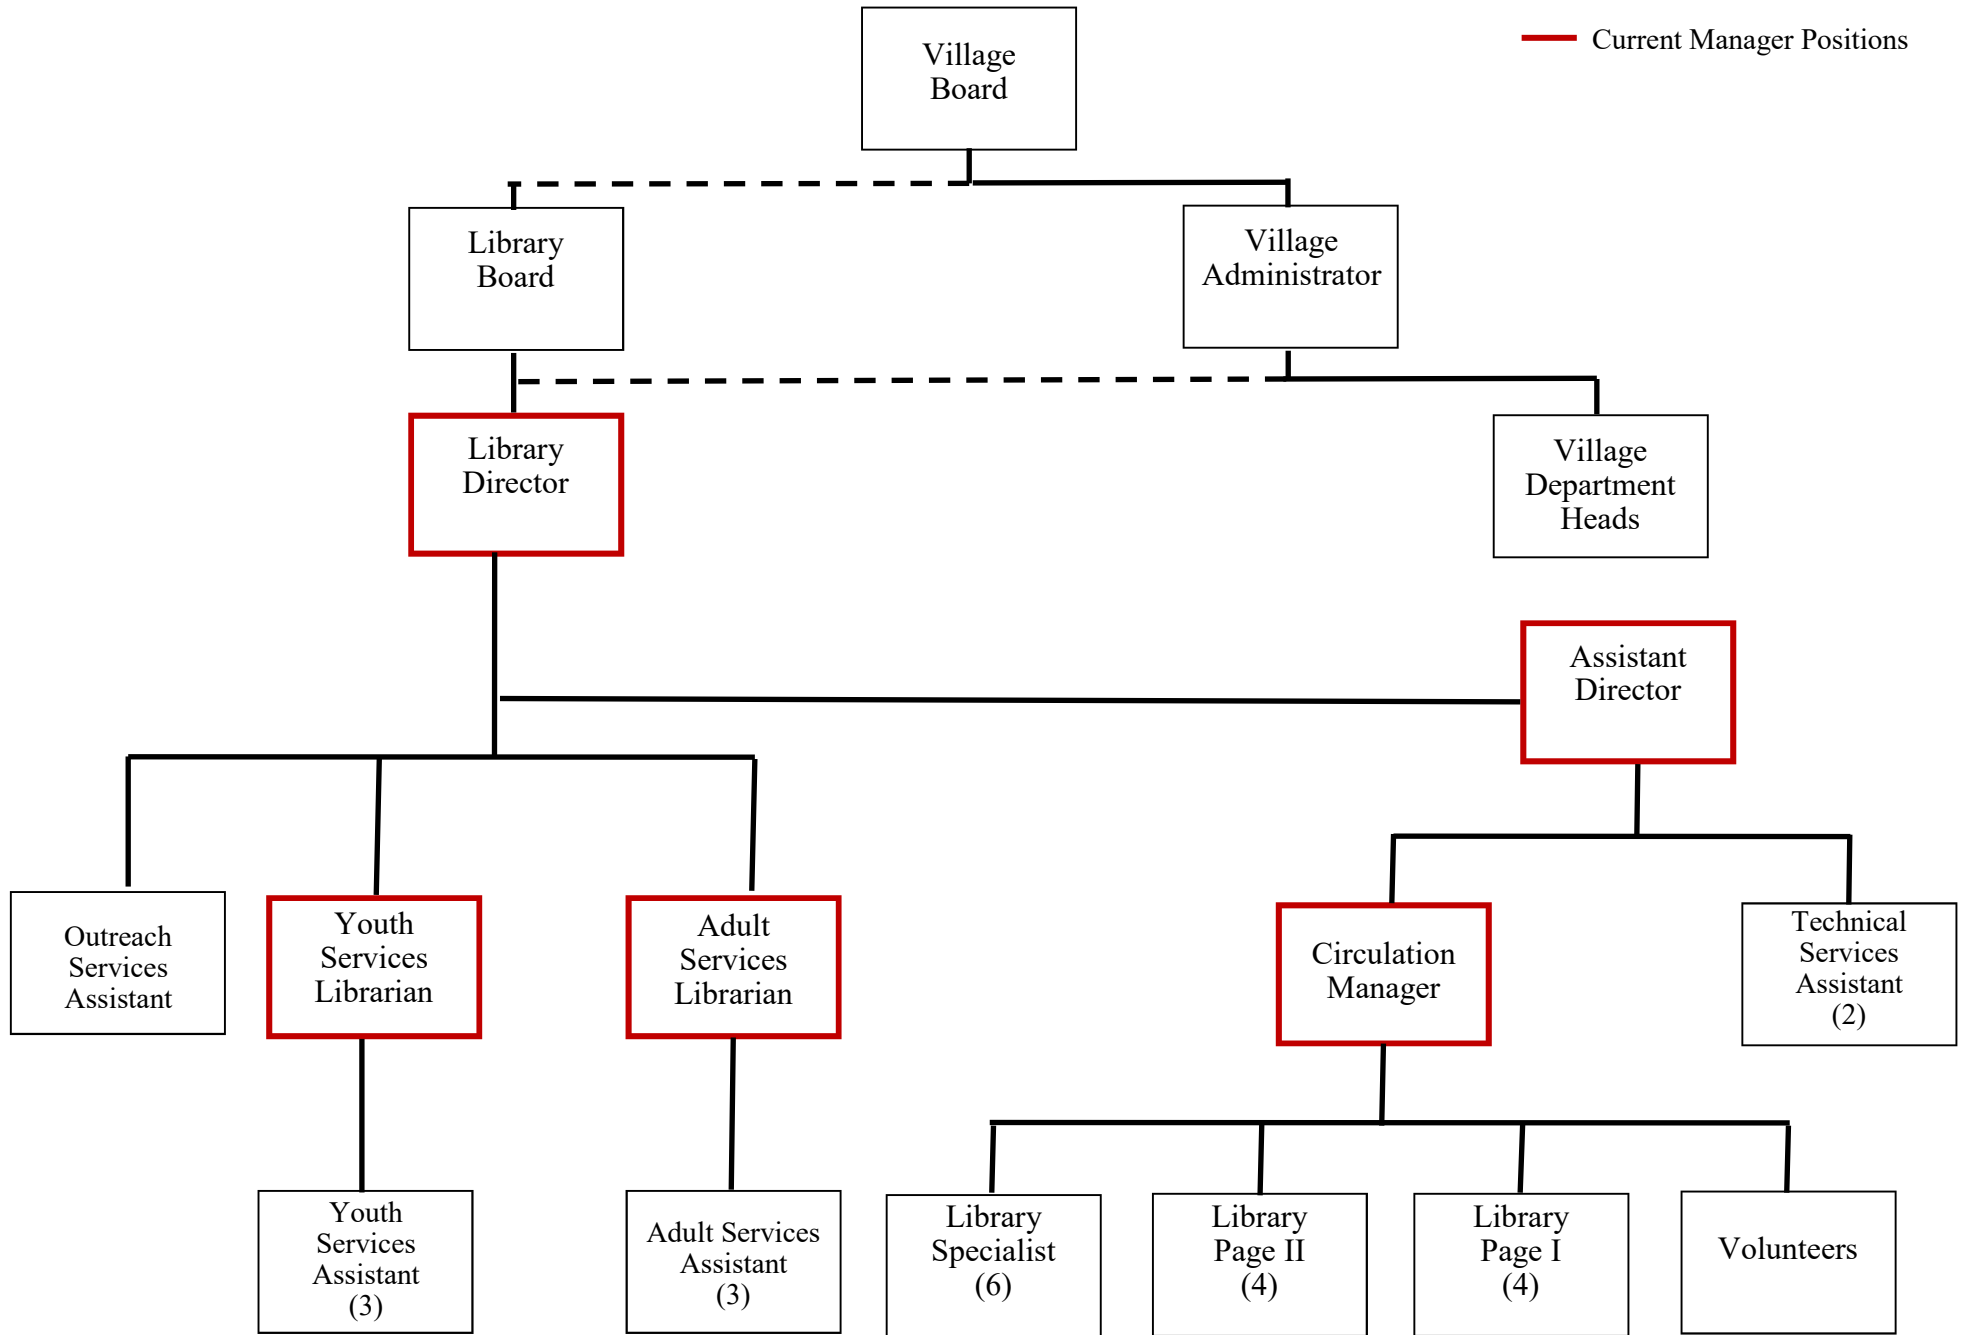 Village
Board
Current Manager Positions
Library
Board
Village
Administrator
Library
Director
Village
Department
Heads
Assistant
Director
Outreach
Services
Assistant
Youth
Services
Librarian
Adult
Services
Librarian
Circulation
Manager
Technical
Services
Assistant
(2)
Youth
Services
Assistant
(3)
Adult Services
Assistant
(3)
Library
Specialist
(6)
Library
Page II
(4)
Library
Page I
(4)
Volunteers